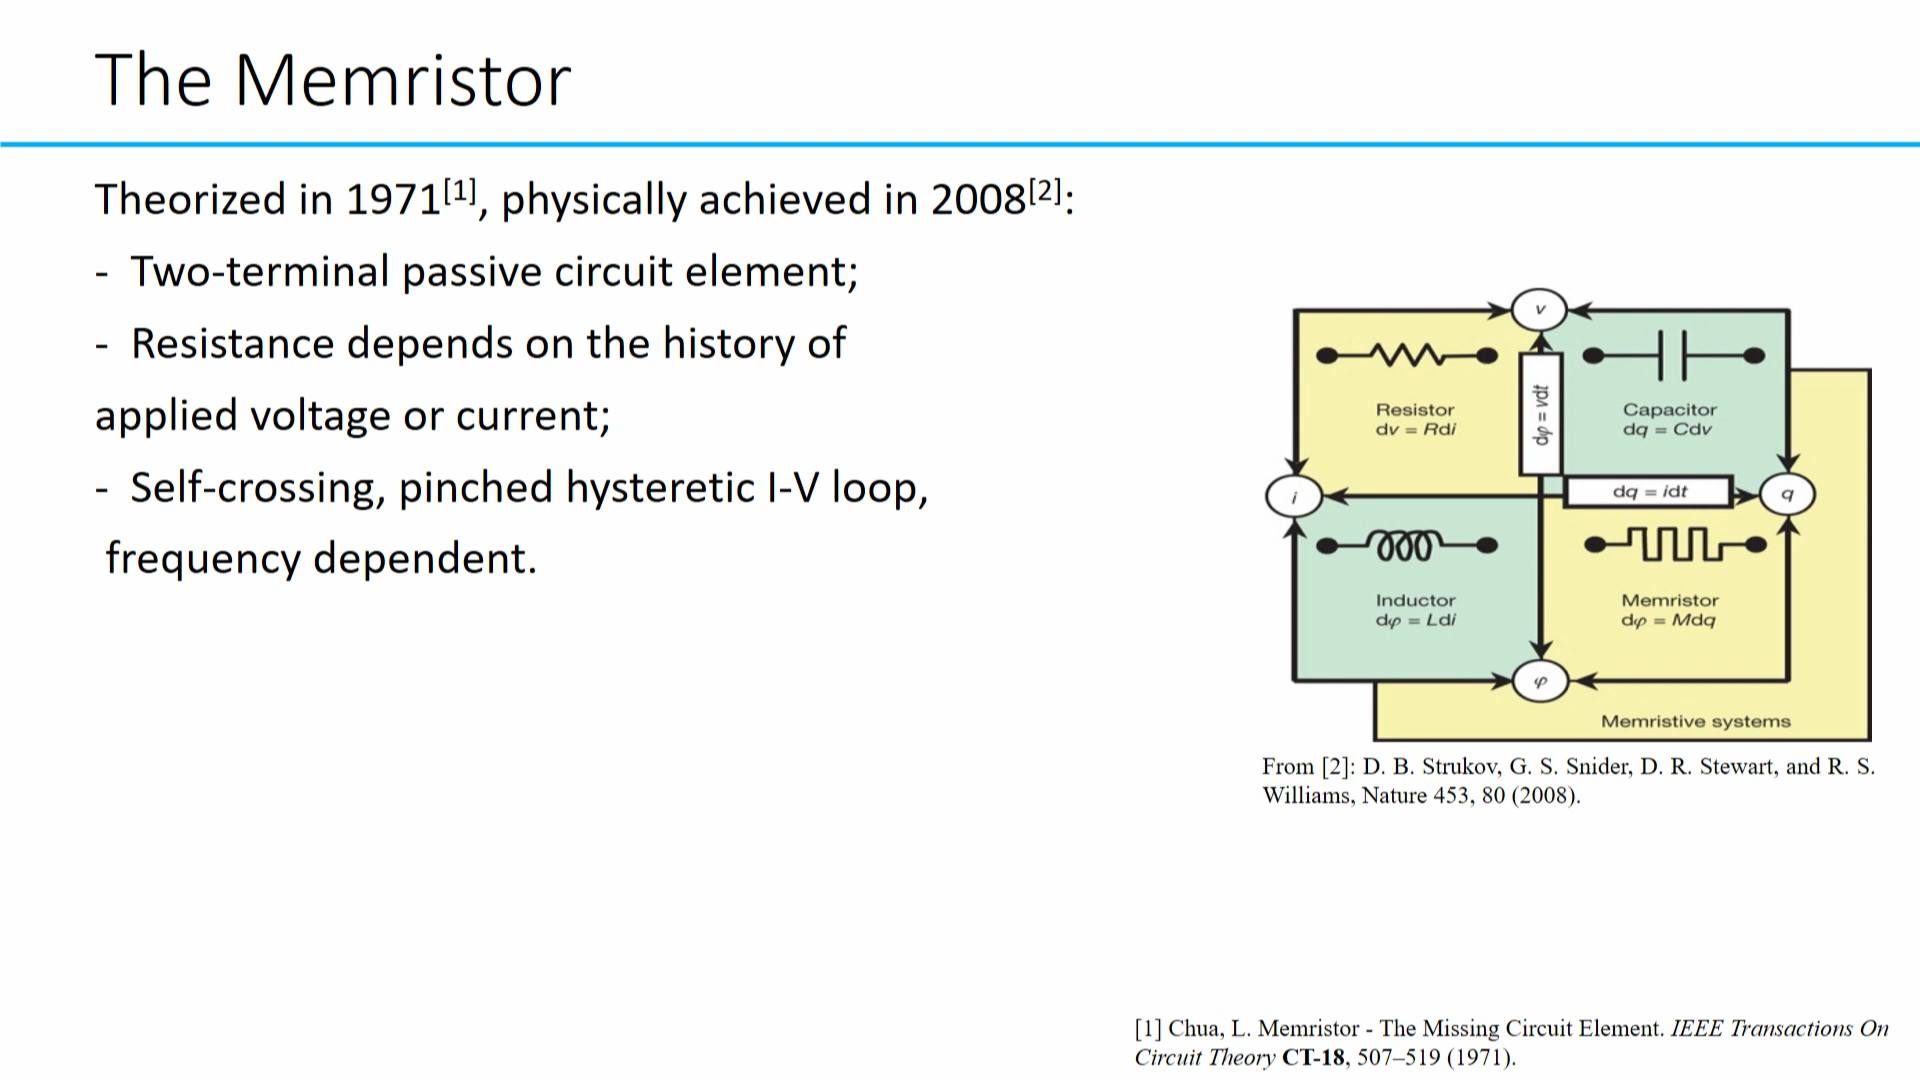 The Memristor
Theorized in 1971[1], physically achieved in 2008[2]:
- Two-terminal passive circuit element;
- Resistance depends on the history of
applied voltage or current;
- Self-crossing, pinched hysteretic I-V loop,
frequency dependent.
v
Resistor
dv = Rdi
dφ = vdt
Capacitor
dq = Cdv
i
dq = idt
q
Inductor
dφ = Ldi
Memristor
dφ = Mdq
φ
Memristive systems
From [2]: D. B. Strukov, G. S. Snider, D. R. Stewart, and R. S.
Williams, Nature 453, 80 (2008).
[1] Chua, L. Memristor - The Missing Circuit Element. IEEE Transactions On
Circuit Theory CT-18, 507–519 (1971).